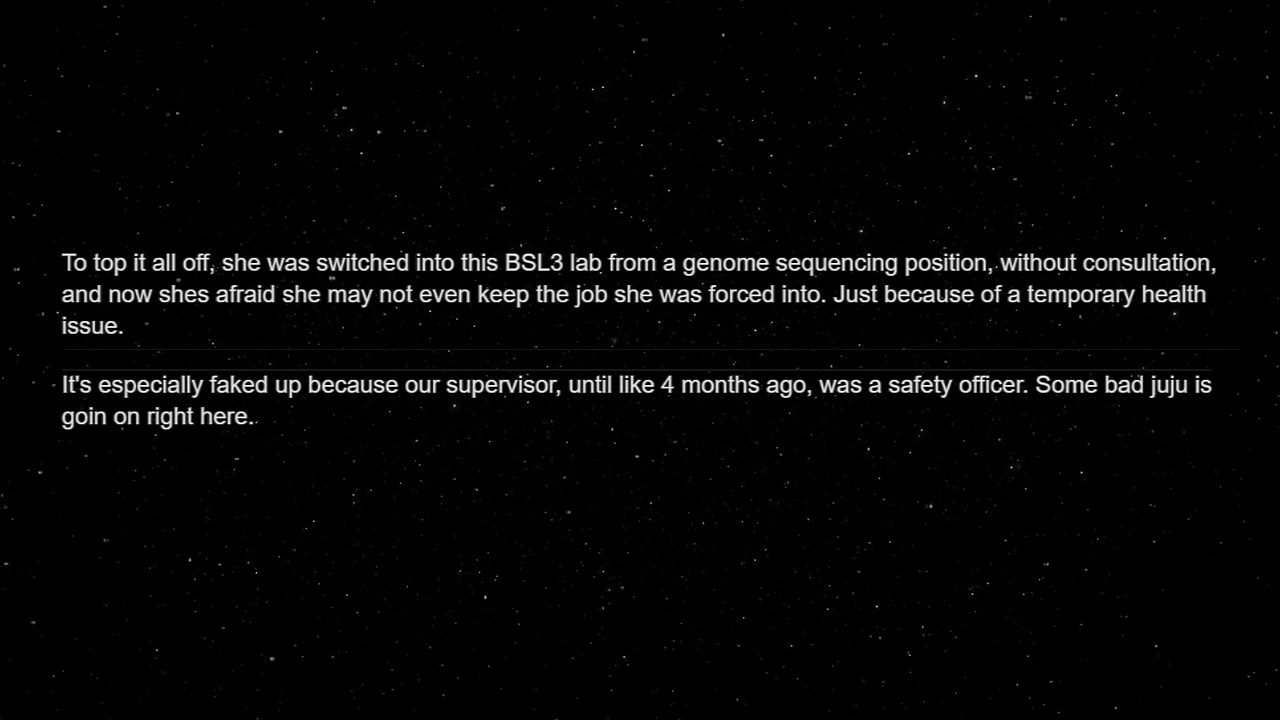 To top it all off, she was switched into this BSL3 lab from a genome sequencing position, without consultation,
and now shes afraid she may not even keep the job she was forced into. Just because of a temporary health
issue.
It's especially faked up because our supervisor, until like 4 months ago, was a safety officer. Some bad juju is
goin on right here.